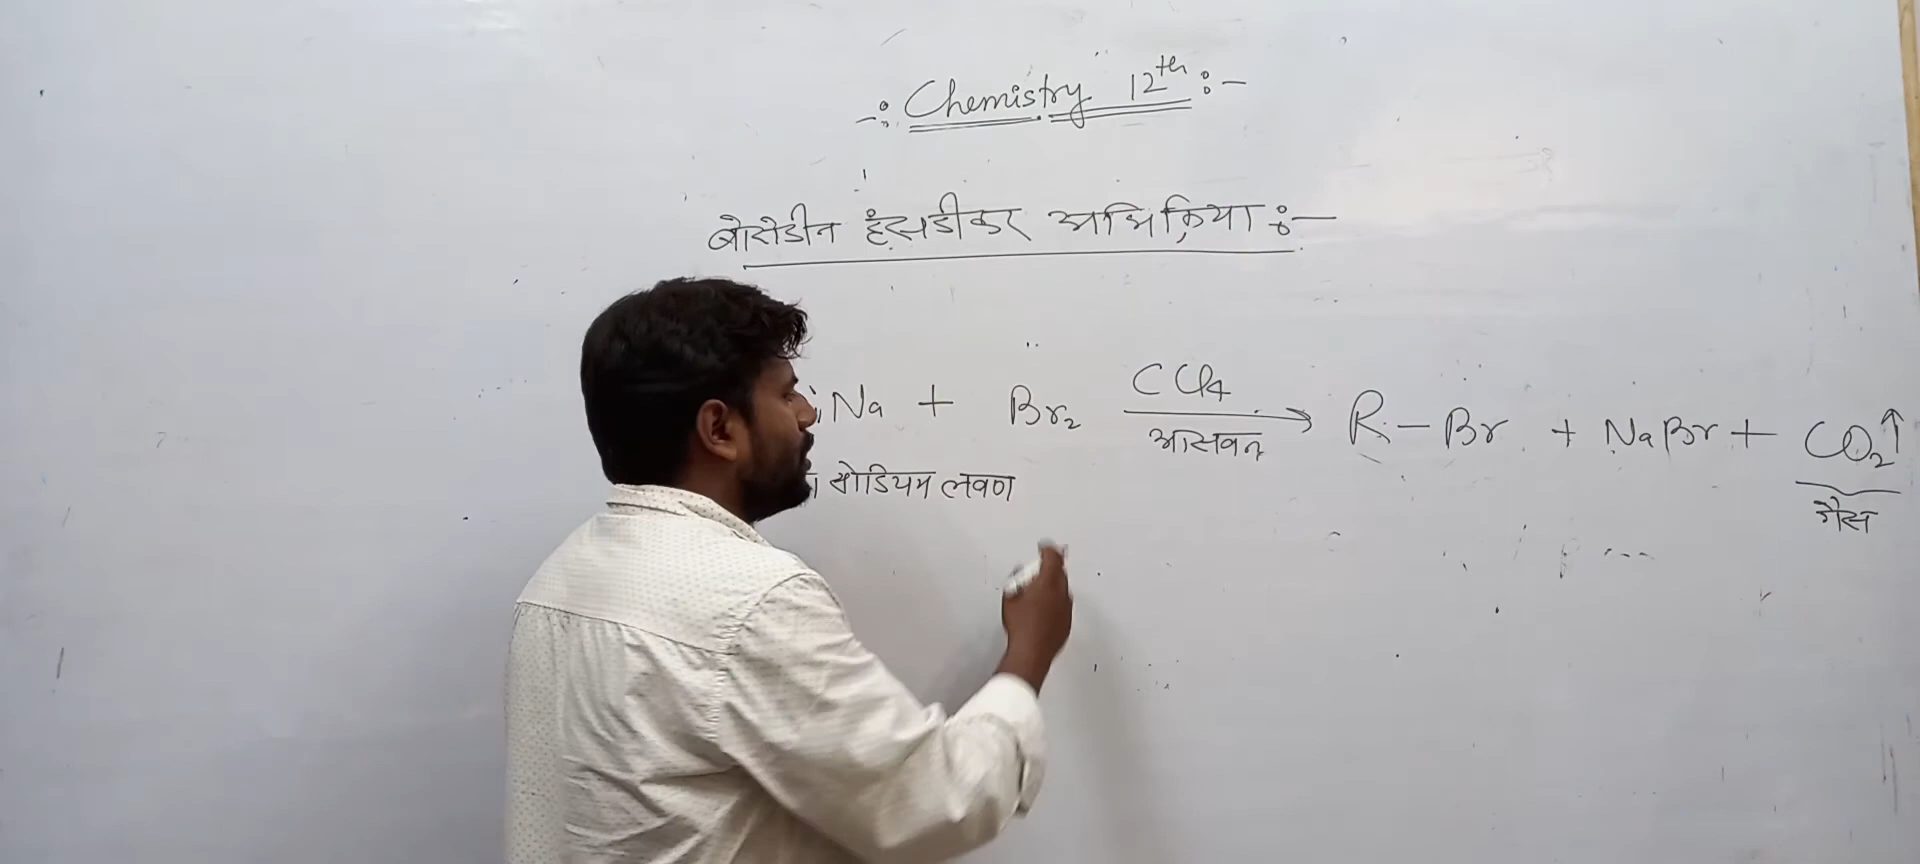 -: Chemistry 12th :-
बोरोडीन हंसडीकर अभिक्रिया :-
Na + Br₂ CCl₄ आसवन → R-Br + NaBr + CO₂↑
सोडियम लवण गैस